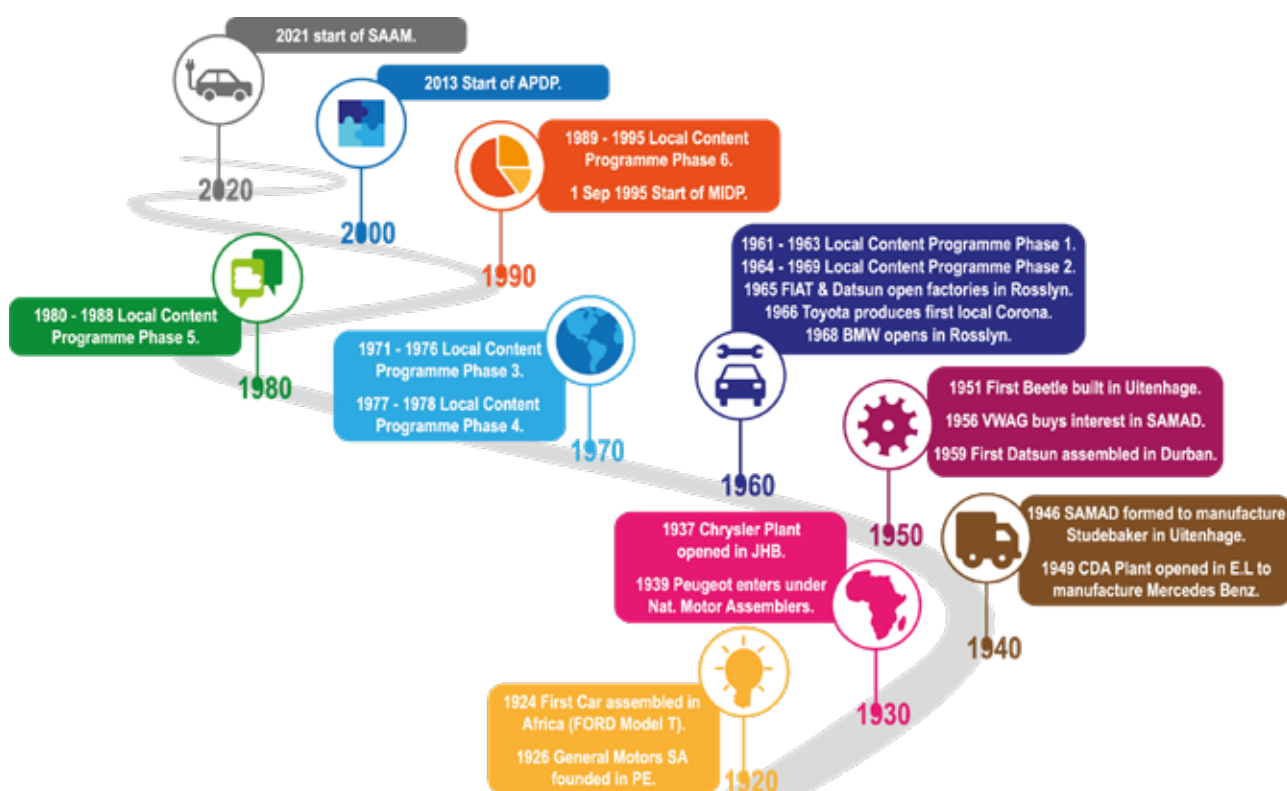 2021 start of SAAM.
2020
2013 Start of APDP.
2000
1989 - 1995 Local Content
Programme Phase 6.
1 Sep 1995 Start of MIDP.
1990
1980 - 1988 Local Content
Programme Phase 5.
1980
1971 - 1976 Local Content
Programme Phase 3.
1977 - 1978 Local Content
Programme Phase 4.
1970
1961 - 1963 Local Content Programme Phase 1.
1964 - 1969 Local Content Programme Phase 2.
1965 FIAT & Datsun open factories in Rosslyn.
1966 Toyota produces first local Corona.
1968 BMW opens in Rosslyn.
1960
1951 First Beetle built in Uitenhage.
1956 VWAG buys interest in SAMAD.
1959 First Datsun assembled in Durban.
1950
1946 SAMAD formed to manufacture
Studebaker in Uitenhage.
1949 CDA Plant opened in E.L to
manufacture Mercedes Benz.
1940
1937 Chrysler Plant
opened in JHB.
1939 Peugeot enters under
Nat. Motor Assemblers.
1930
1924 First Car assembled in
Africa (FORD Model T).
1926 General Motors SA
founded in PE.
1920